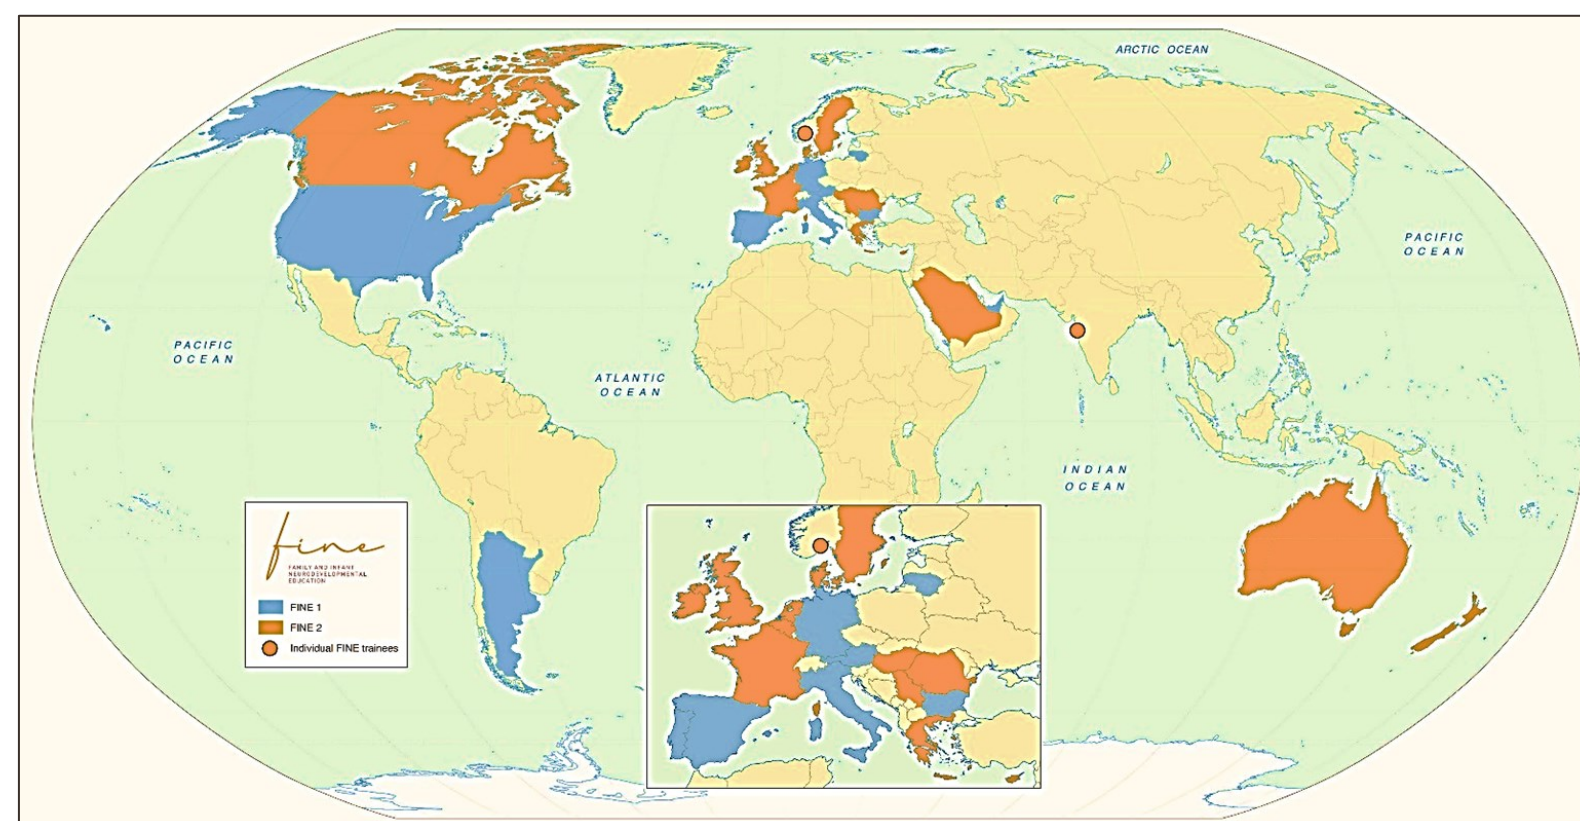 ARCTIC OCEAN
PACIFIC
OCEAN
PACIFIC
OCEAN
ATLANTIC
OCEAN
INDIAN
OCEAN
fine
FAMILY AND INFANT
NEURODEVELOPMENTAL
EDUCATION
FINE 1
FINE 2
Individual FINE trainees